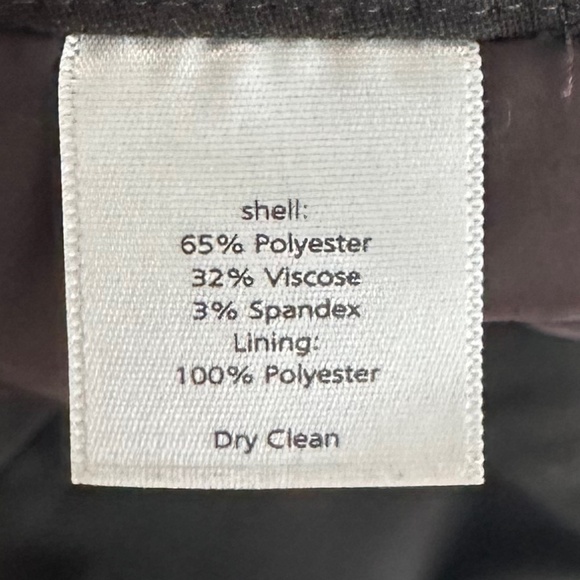 shell:
65% Polyester
32% Viscose
3% Spandex
Lining:
100% Polyester
Dry Clean